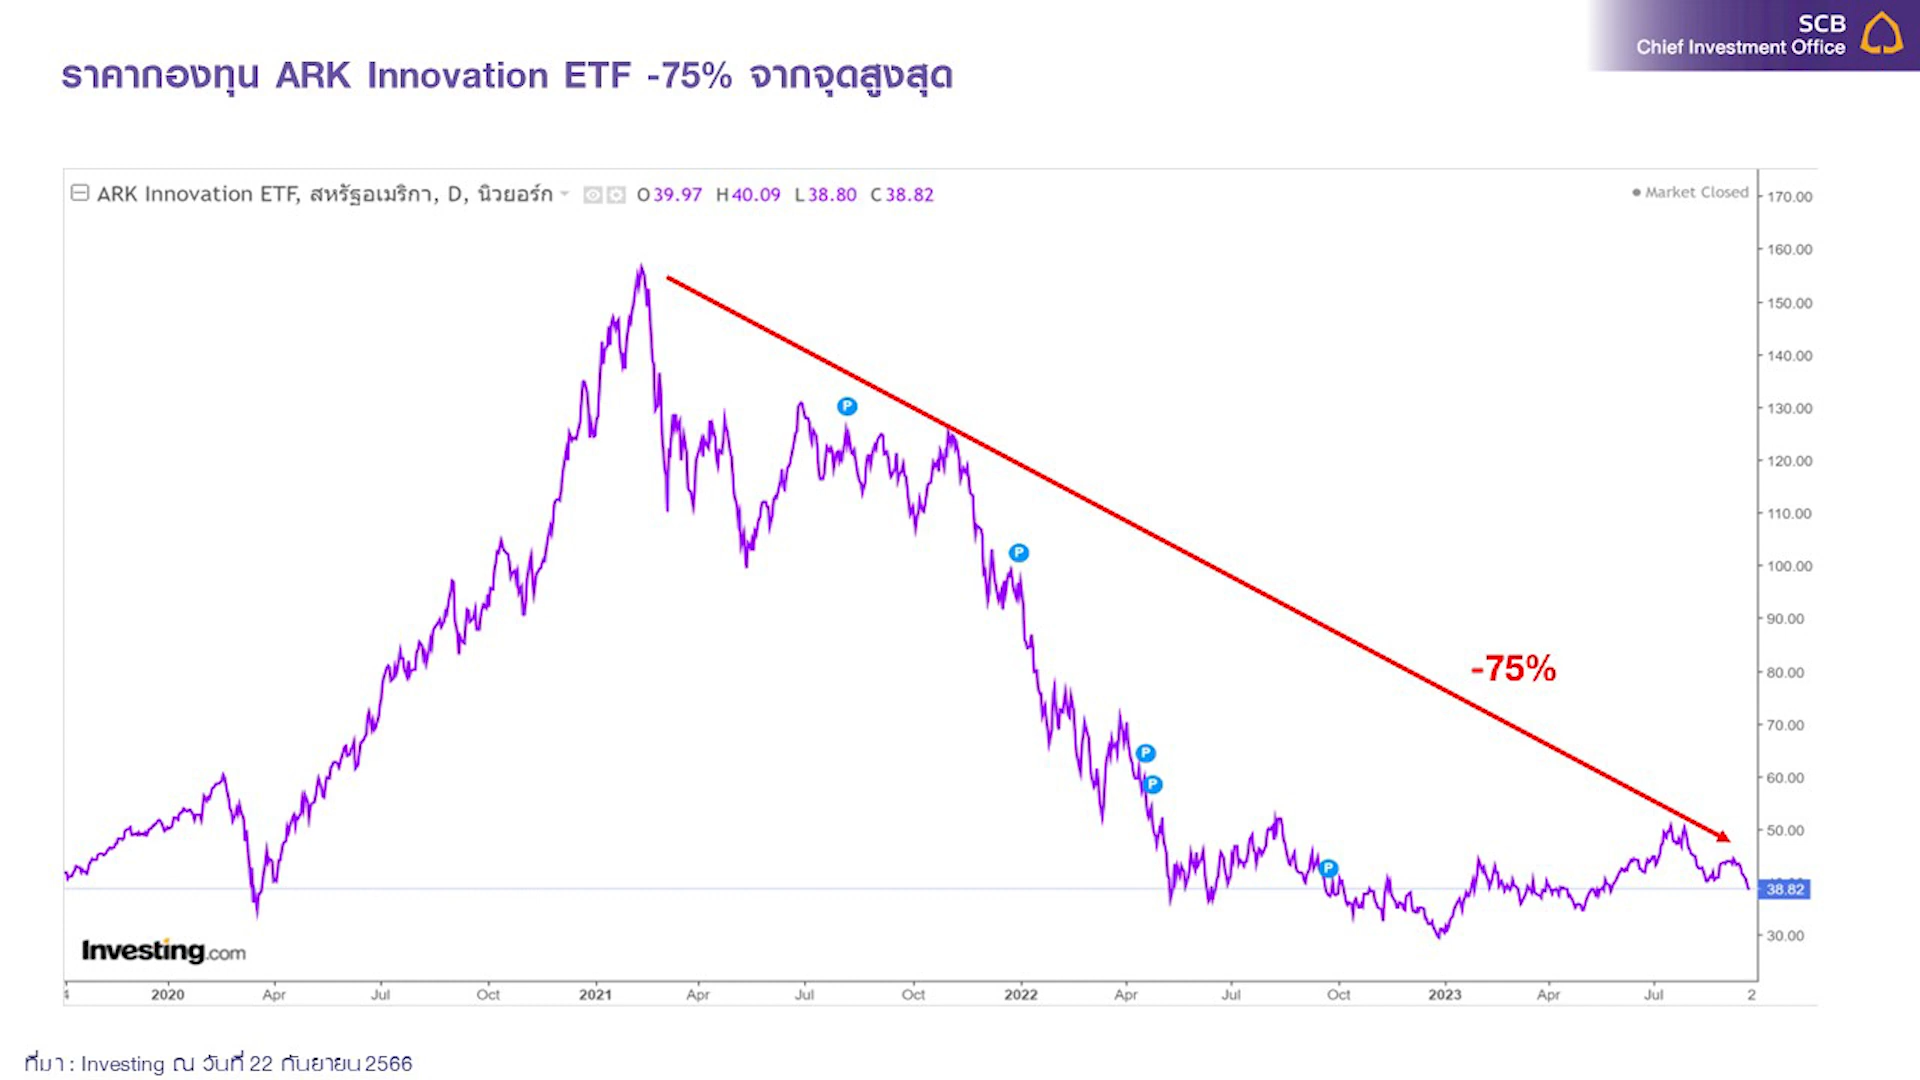 SCB
Chief Investment Office
ราคากองทุน ARK Innovation ETF -75% จากจุดสูงสุด
ARK Innovation ETF, สหรัฐอเมริกา, D, นิวยอร์ก O39.97 H40.09 L38.80 C38.82
Market Closed
170.00
160.00
150.00
140.00
130.00
120.00
110.00
100.00
90.00
80.00
70.00
60.00
50.00
38.82
30.00
P
P
P
P
P
-75%
Investing.com
2020 Apr Jul Oct 2021 Apr Jul Oct 2022 Apr Jul Oct 2023 Apr Jul 2
ที่มา : Investing ณ วันที่ 22 กันยายน 2566